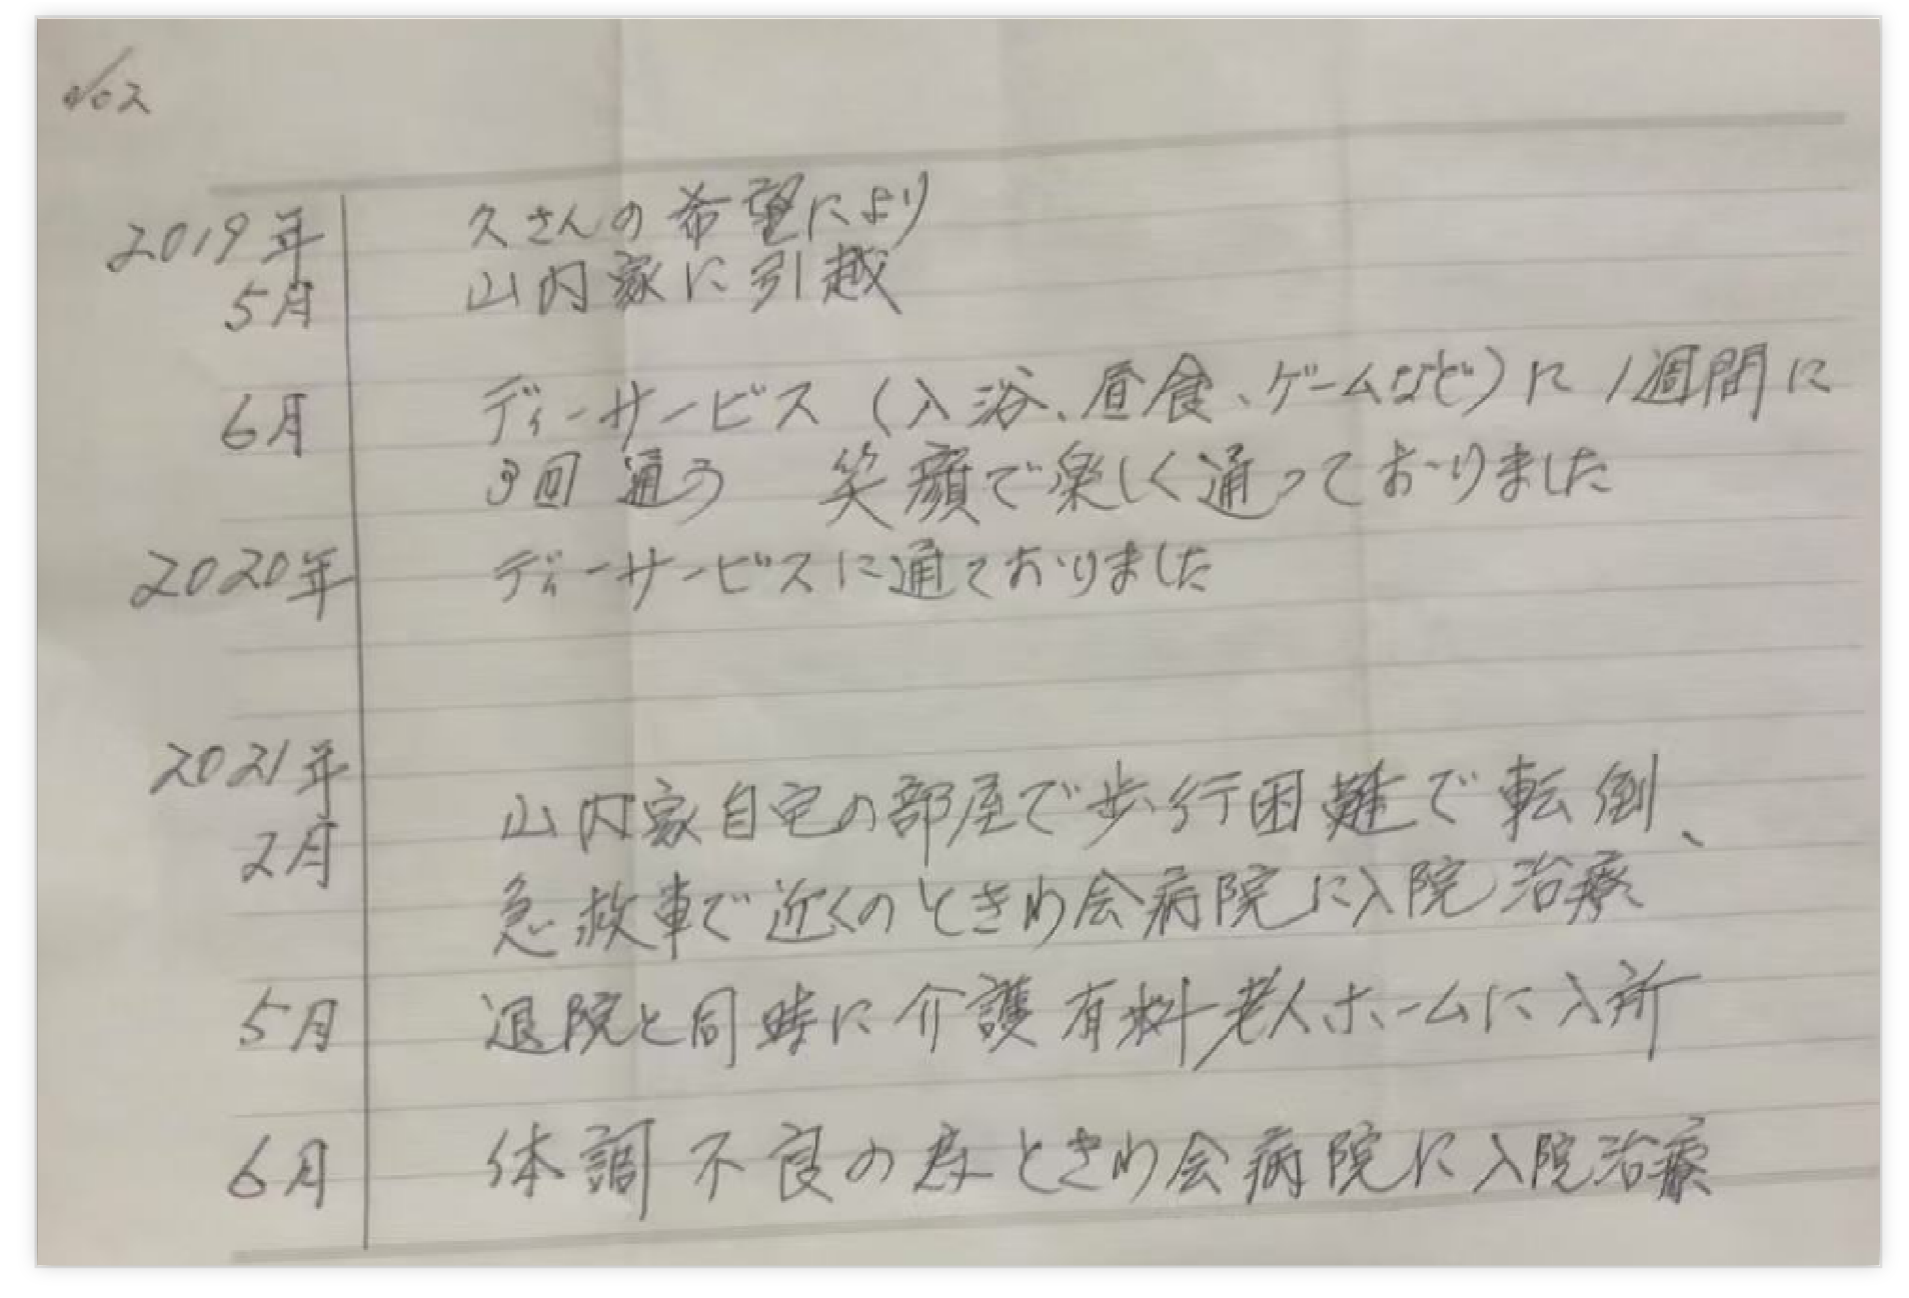 No2
2019年 久さんの希望により
5月 山内家に引越
6月 ディーサービス（入浴、昼食、ゲームなど）に1週間に
3回通う 笑顔で楽しく通っておりました
2020年 ディーサービスに通ておりました
2021年
2月 山内家自宅の部屋で歩行困難で転倒、
急救車で近くのときわ会病院に入院治療
5月 退院と同時に介護有料老人ホームに入所
6月 体調不良の為ときわ会病院に入院治療